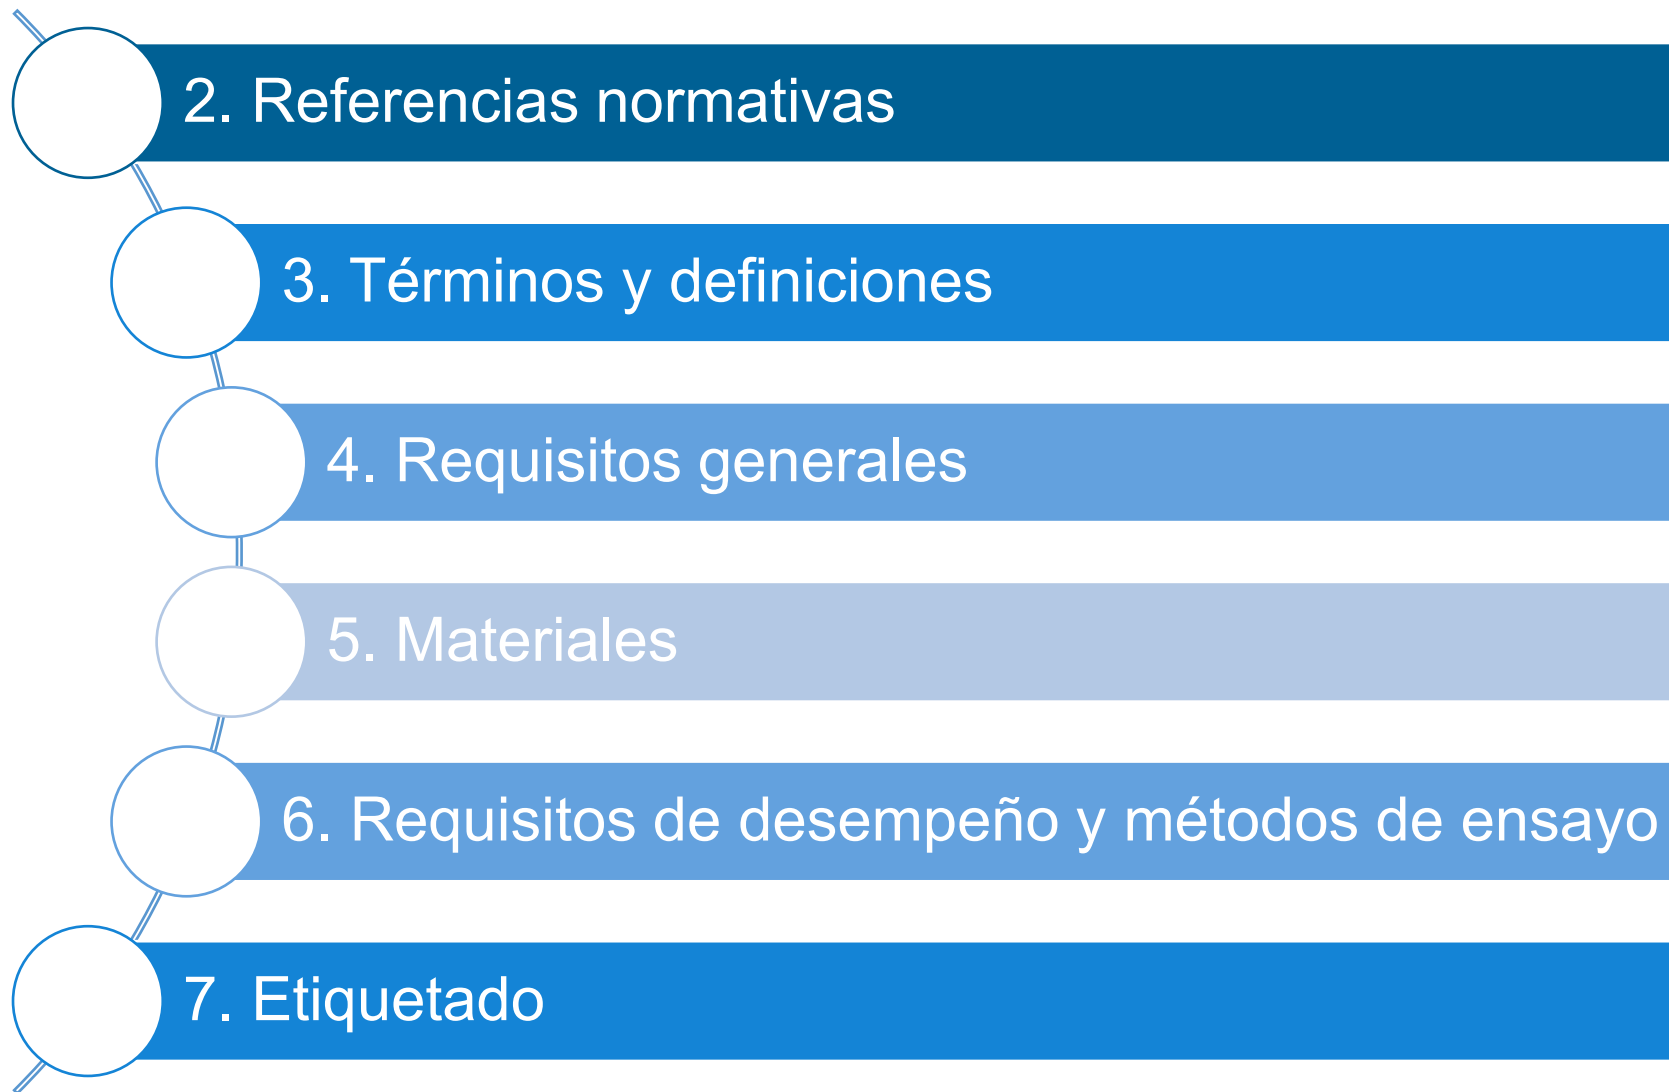 2. Referencias normativas
3. Términos y definiciones
4. Requisitos generales
5. Materiales
6. Requisitos de desempeño y métodos de ensayo
7. Etiquetado